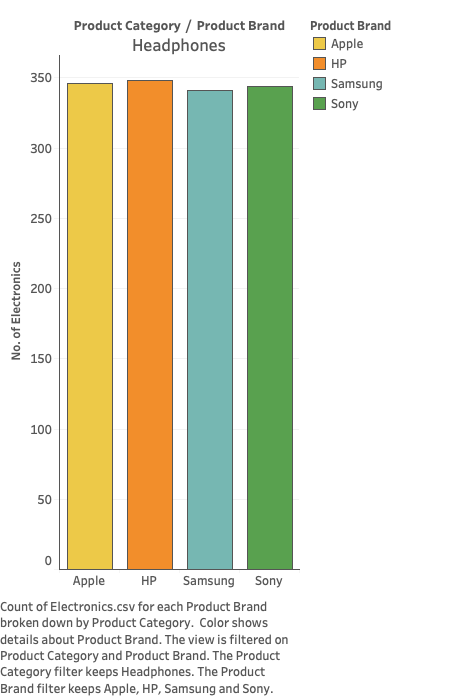 Product Category / Product Brand
Headphones
Product Brand
Apple
HP
Samsung
Sony
No. of Electronics
350
300
250
200
150
100
50
0
Apple HP Samsung Sony
Count of Electronics.csv for each Product Brand
broken down by Product Category. Color shows
details about Product Brand. The view is filtered on
Product Category and Product Brand. The Product
Category filter keeps Headphones. The Product
Brand filter keeps Apple, HP, Samsung and Sony.